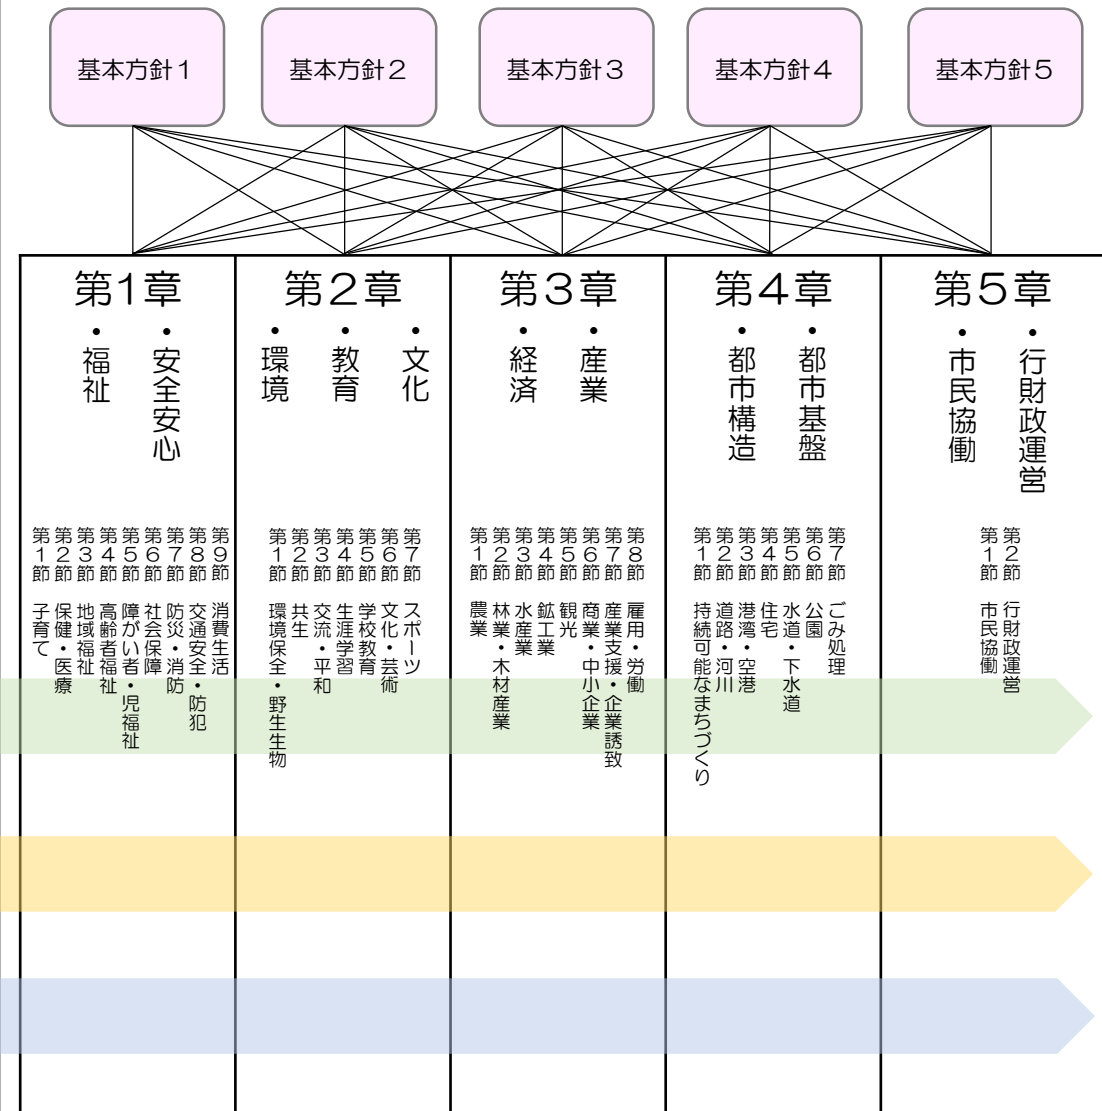 基本方針1
基本方針2
基本方針3
基本方針4
基本方針5
第1章
・福祉
・安全安心
第1節 子育て
第2節 保健・医療
第3節 地域福祉
第4節 高齢者福祉
第5節 障がい者・児福祉
第6節 社会保障
第7節 防災・消防
第8節 交通安全・防犯
第9節 消費生活
第2章
・環境
・教育
・文化
第1節 環境保全・野生生物
第2節 共生
第3節 交流・平和
第4節 生涯学習
第5節 学校教育
第6節 文化・芸術
第7節 スポーツ
第3章
・経済
・産業
第1節 農業
第2節 林業・木材産業
第3節 水産業
第4節 鉱工業
第5節 観光
第6節 商業・中小企業
第7節 産業支援・企業誘致
第8節 雇用・労働
第4章
・都市構造
・都市基盤
第1節 持続可能なまちづくり
第2節 道路・河川
第3節 港湾・空港
第4節 住宅
第5節 水道・下水道
第6節 公園
第7節 ごみ処理
第5章
・市民協働
・行財政運営
第1節 市民協働
第2節 行財政運営